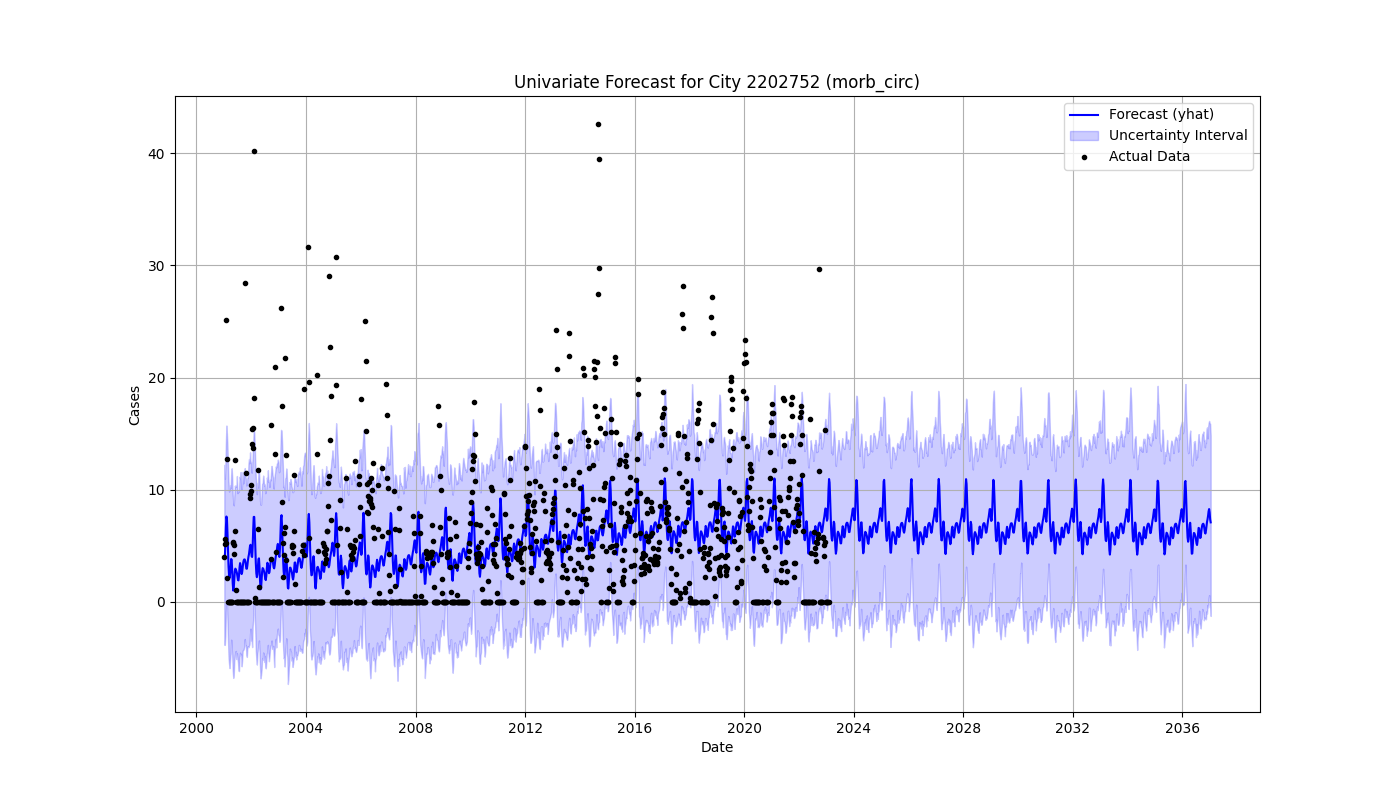 Univariate Forecast for City 2202752 (morb_circ)
Forecast (yhat)
Uncertainty Interval
Actual Data
Cases
40
30
20
10
0
2000 2004 2008 2012 2016 2020 2024 2028 2032 2036
Date